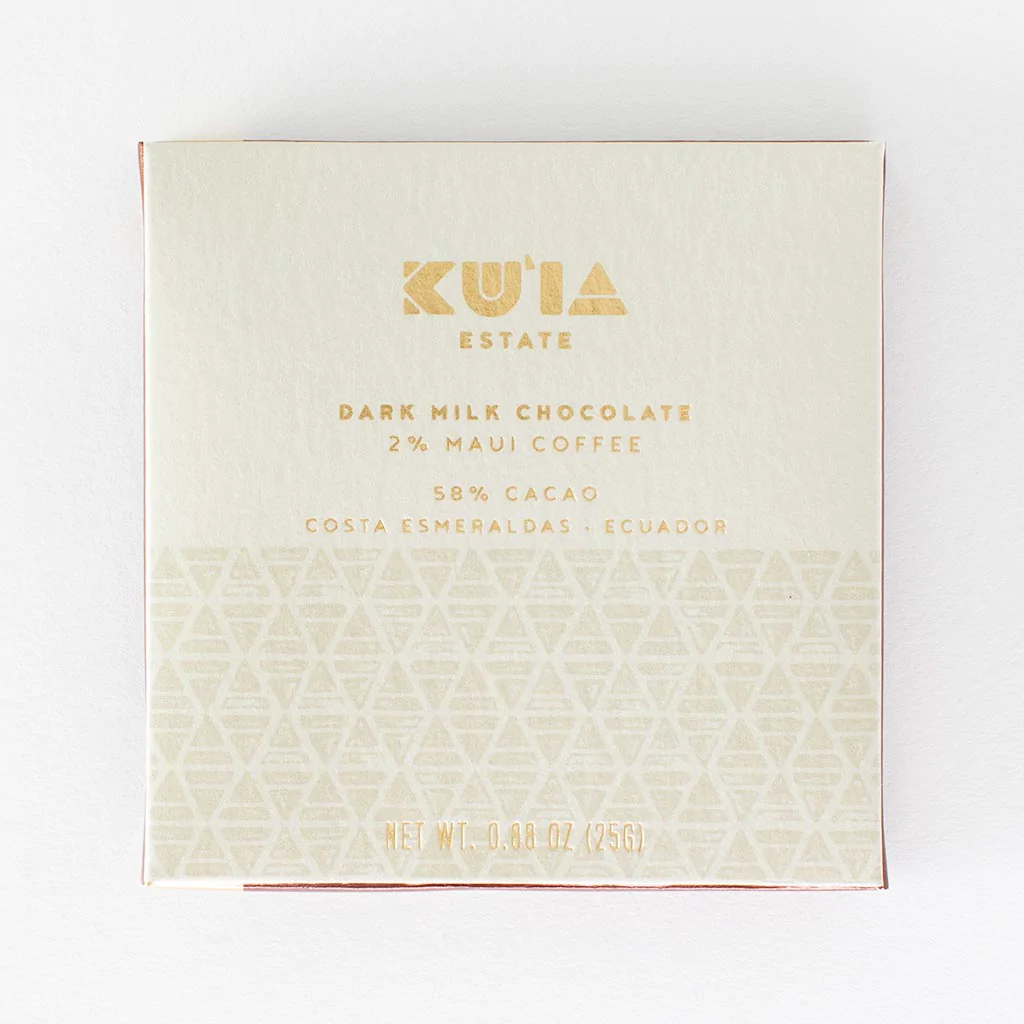 KU'IA
ESTATE
DARK MILK CHOCOLATE
2% MAUI COFFEE
58% CACAO
COSTA ESMERALDAS · ECUADOR
NET WT. 0.88 OZ (25G)